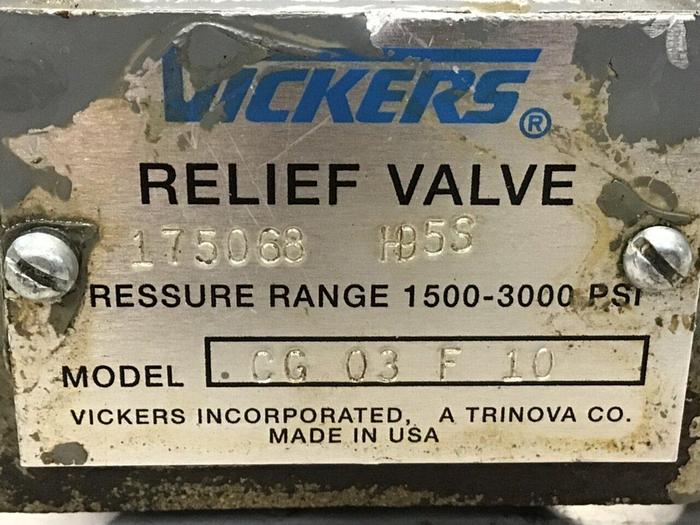 VICKERS®
RELIEF VALVE
175068 HD5S
RESSURE RANGE 1500-3000 PSI
MODEL CG 03 F 10
VICKERS INCORPORATED, A TRINOVA CO.
MADE IN USA